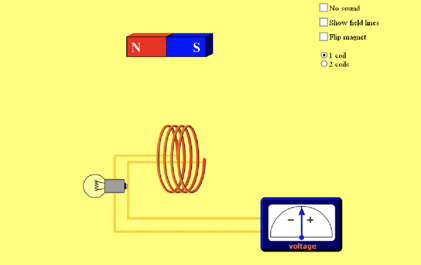 No sound
Show field lines
Flip magnet
1 coil
2 coils
N S
− +
voltage